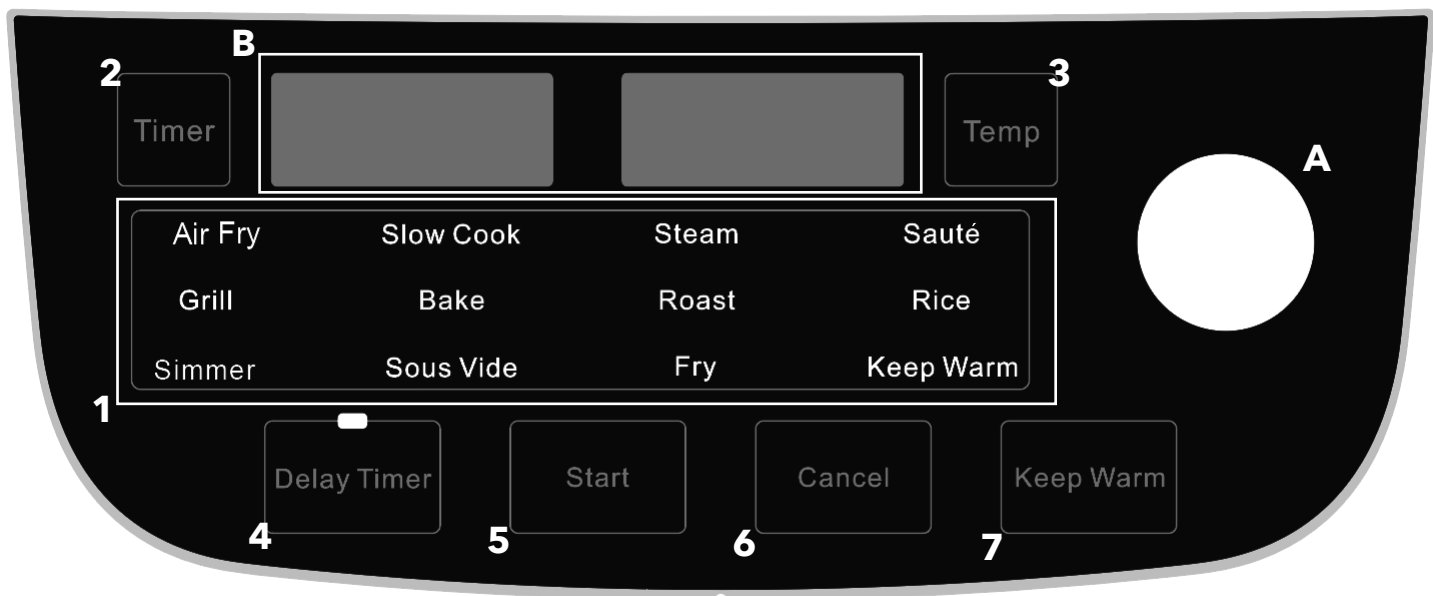 B
2
3
Timer
Temp
A
Air Fry Slow Cook Steam Sauté
Grill Bake Roast Rice
Simmer Sous Vide Fry Keep Warm
1
Delay Timer Start Cancel Keep Warm
4 5 6 7